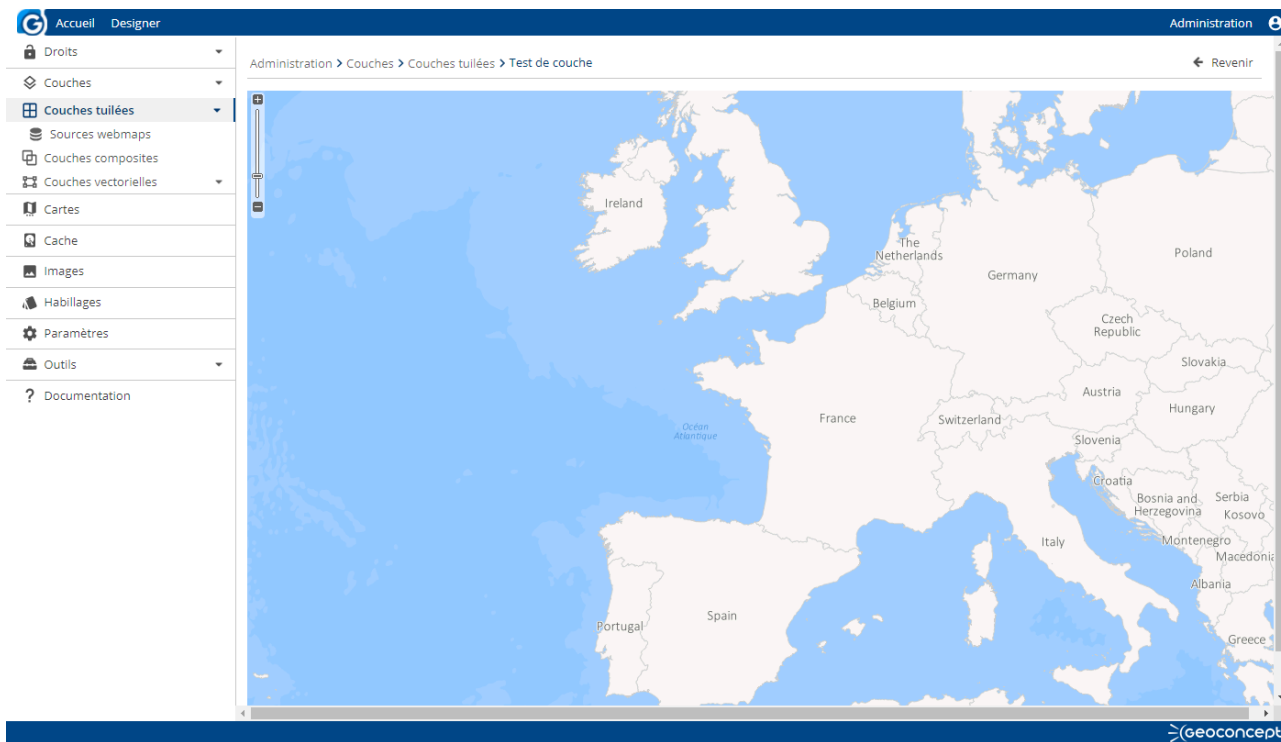 Accueil Designer Administration
Droits
Couches
Couches tuilées
Sources webmaps
Couches composites
Couches vectorielles
Cartes
Cache
Images
Habillages
Paramètres
Outils
? Documentation
Administration > Couches > Couches tuilées > Test de couche
Revenir
Ireland
The
Netherlands
Poland
Germany
Belgium
Czech
Republic
Slovakia
Austria
Hungary
France
Switzerland
Océan
Atlantique
Slovenia
Croatia
Bosnia and
Herzegovina
Serbia
Kosovo
Italy
Montenegro
Macedonia
Albania
Spain
Portugal
Greece
Geoconcept